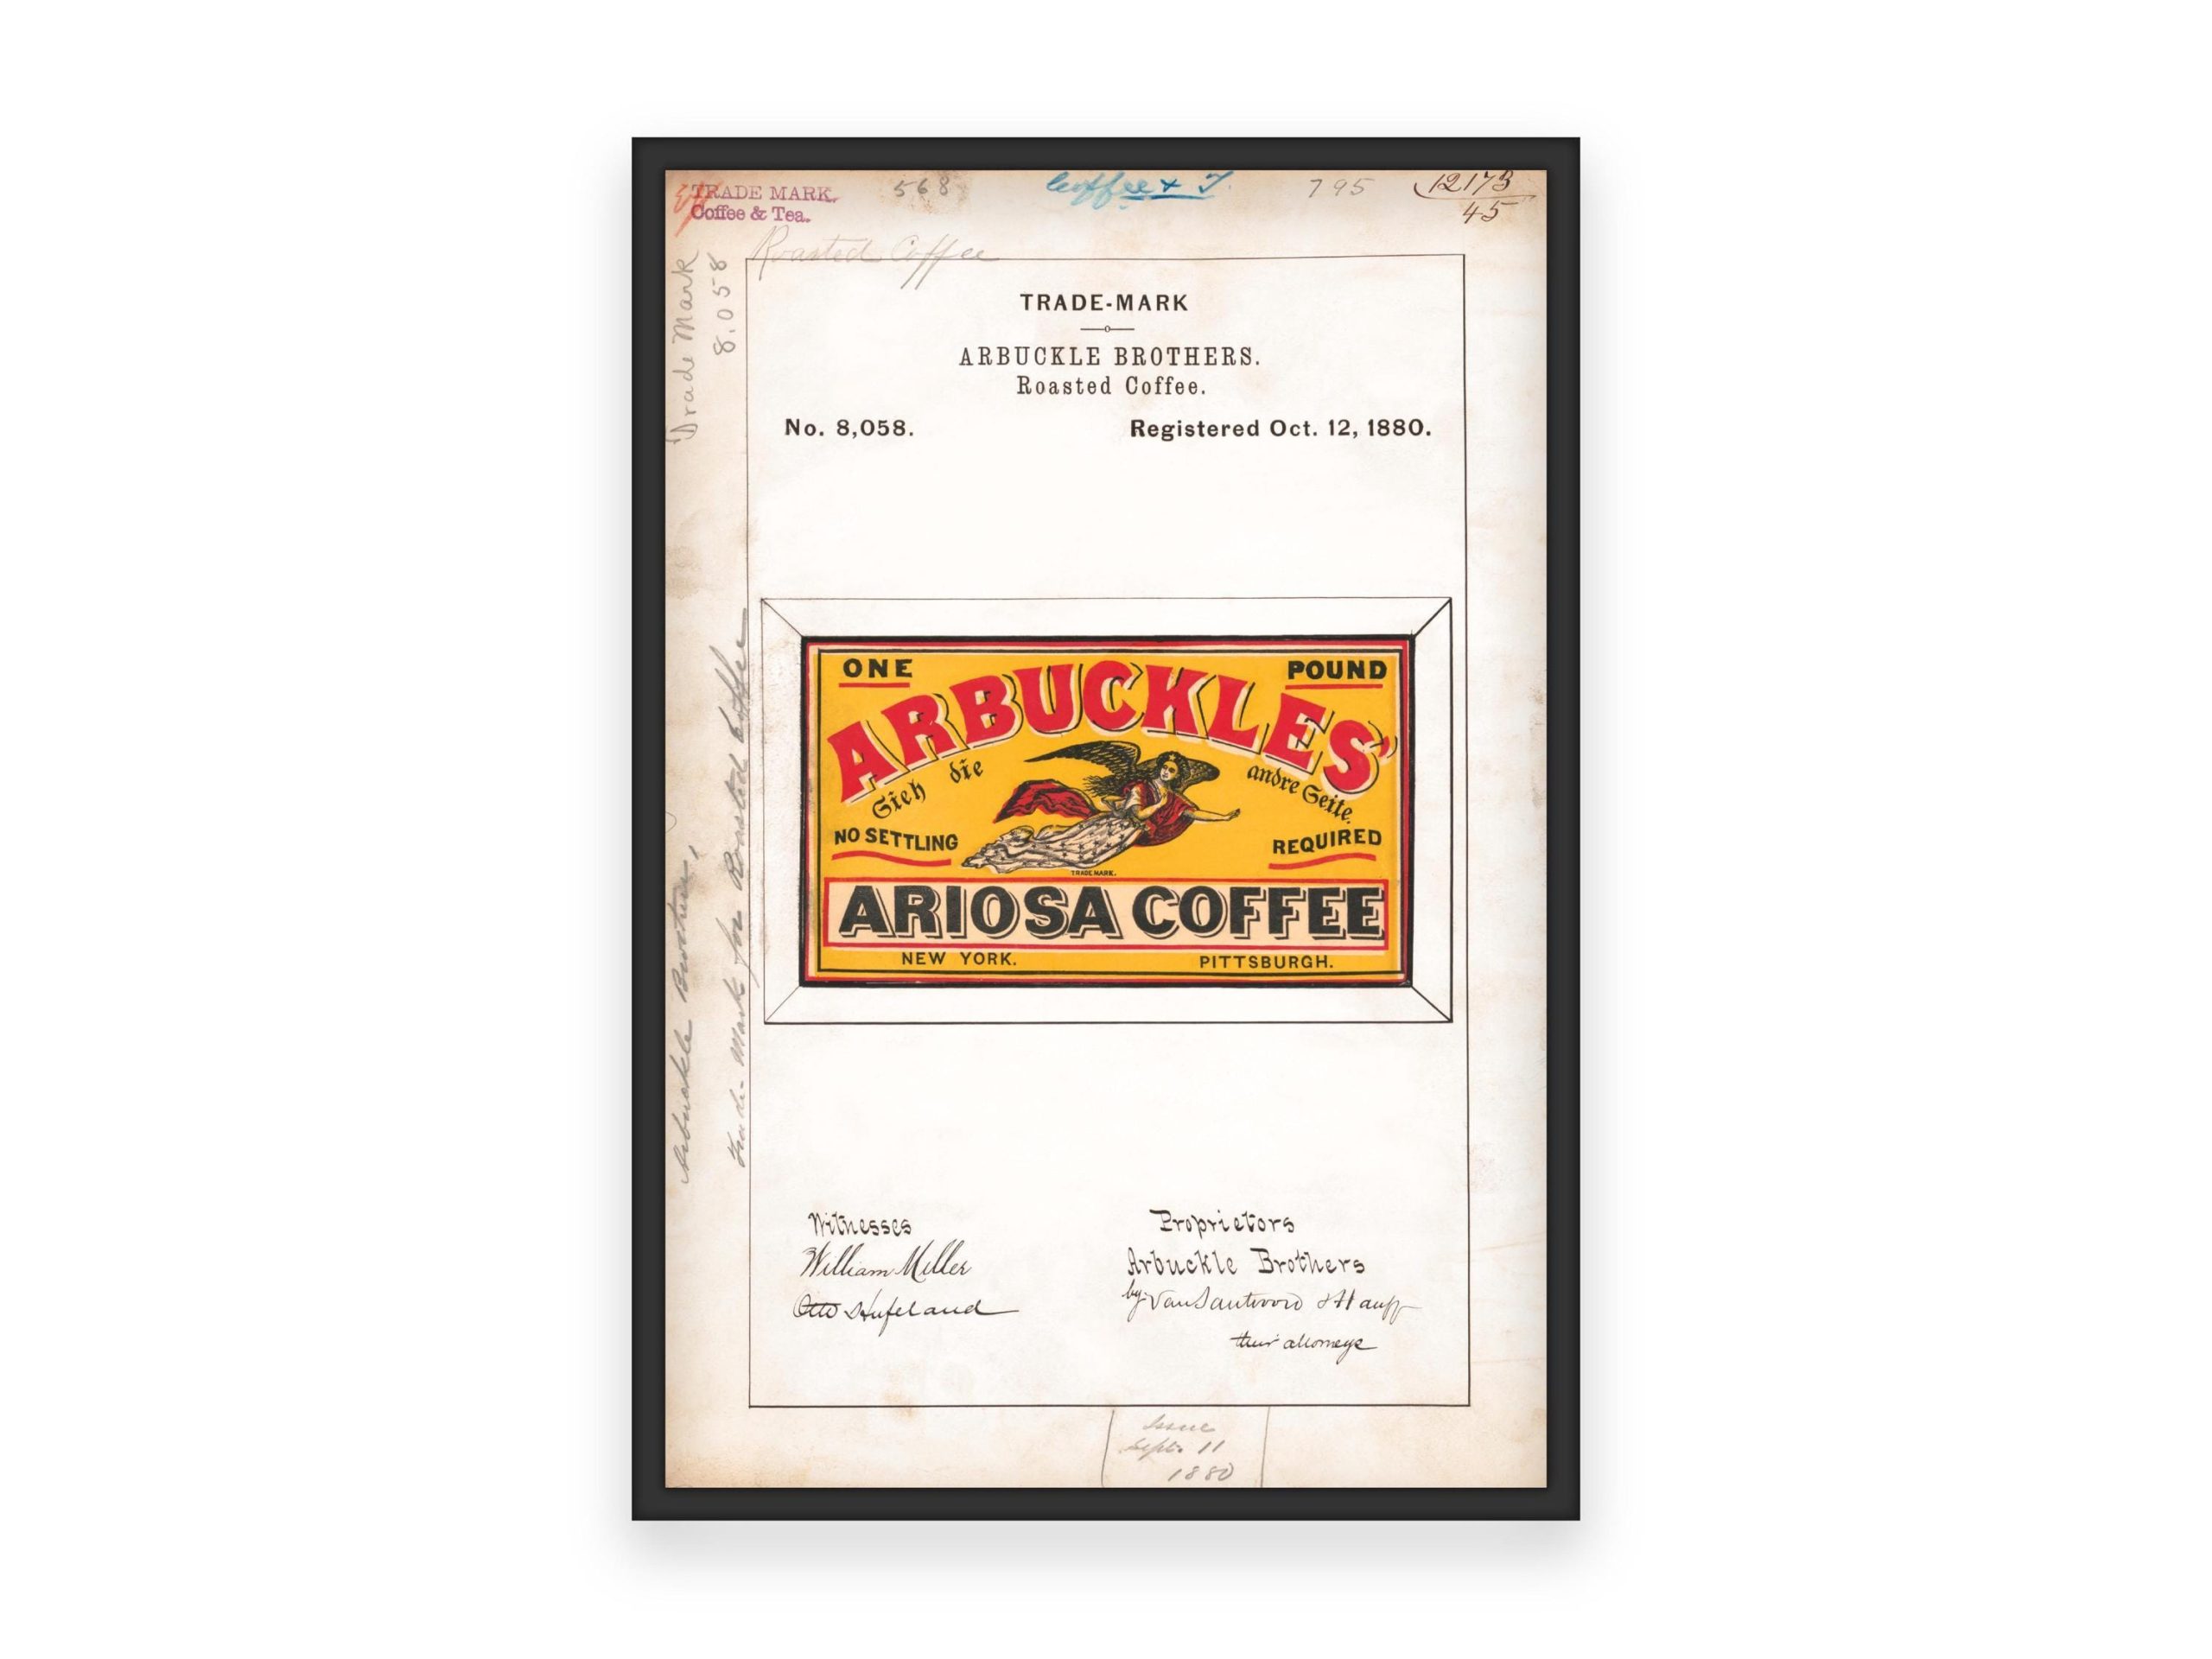 TRADE MARK.
Coffee & Tea.
568
Coffee + T.
795
12173
45
Roasted Coffee
Trade Mark
8.058
TRADE-MARK
ARBUCKLE BROTHERS.
Roasted Coffee.
No. 8,058. Registered Oct. 12, 1880.
Arbuckle Brothers,
Trade-Mark for Roasted Coffee
ONE POUND
ARBUCKLES'
Sieh die andre Seite.
NO SETTLING REQUIRED
TRADE MARK.
ARIOSA COFFEE
NEW YORK. PITTSBURGH.
Witnesses
William Miller
Otto Hufeland
Proprietors
Arbuckle Brothers
by Van Santvoord & Hauff
their attorneys
Issue
Sept. 11
1880